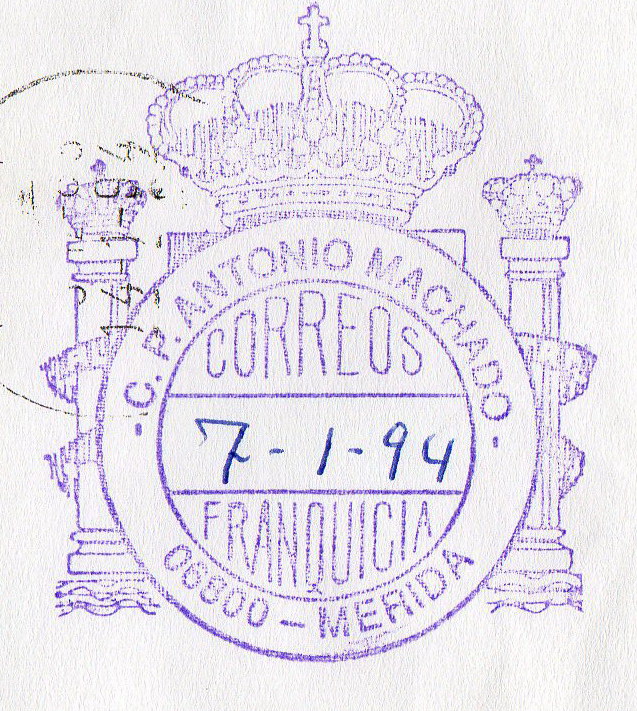 - C.P. ANTONIO MACHADO -
CORREOS
7-1-94
FRANQUICIA
06800 - MERIDA